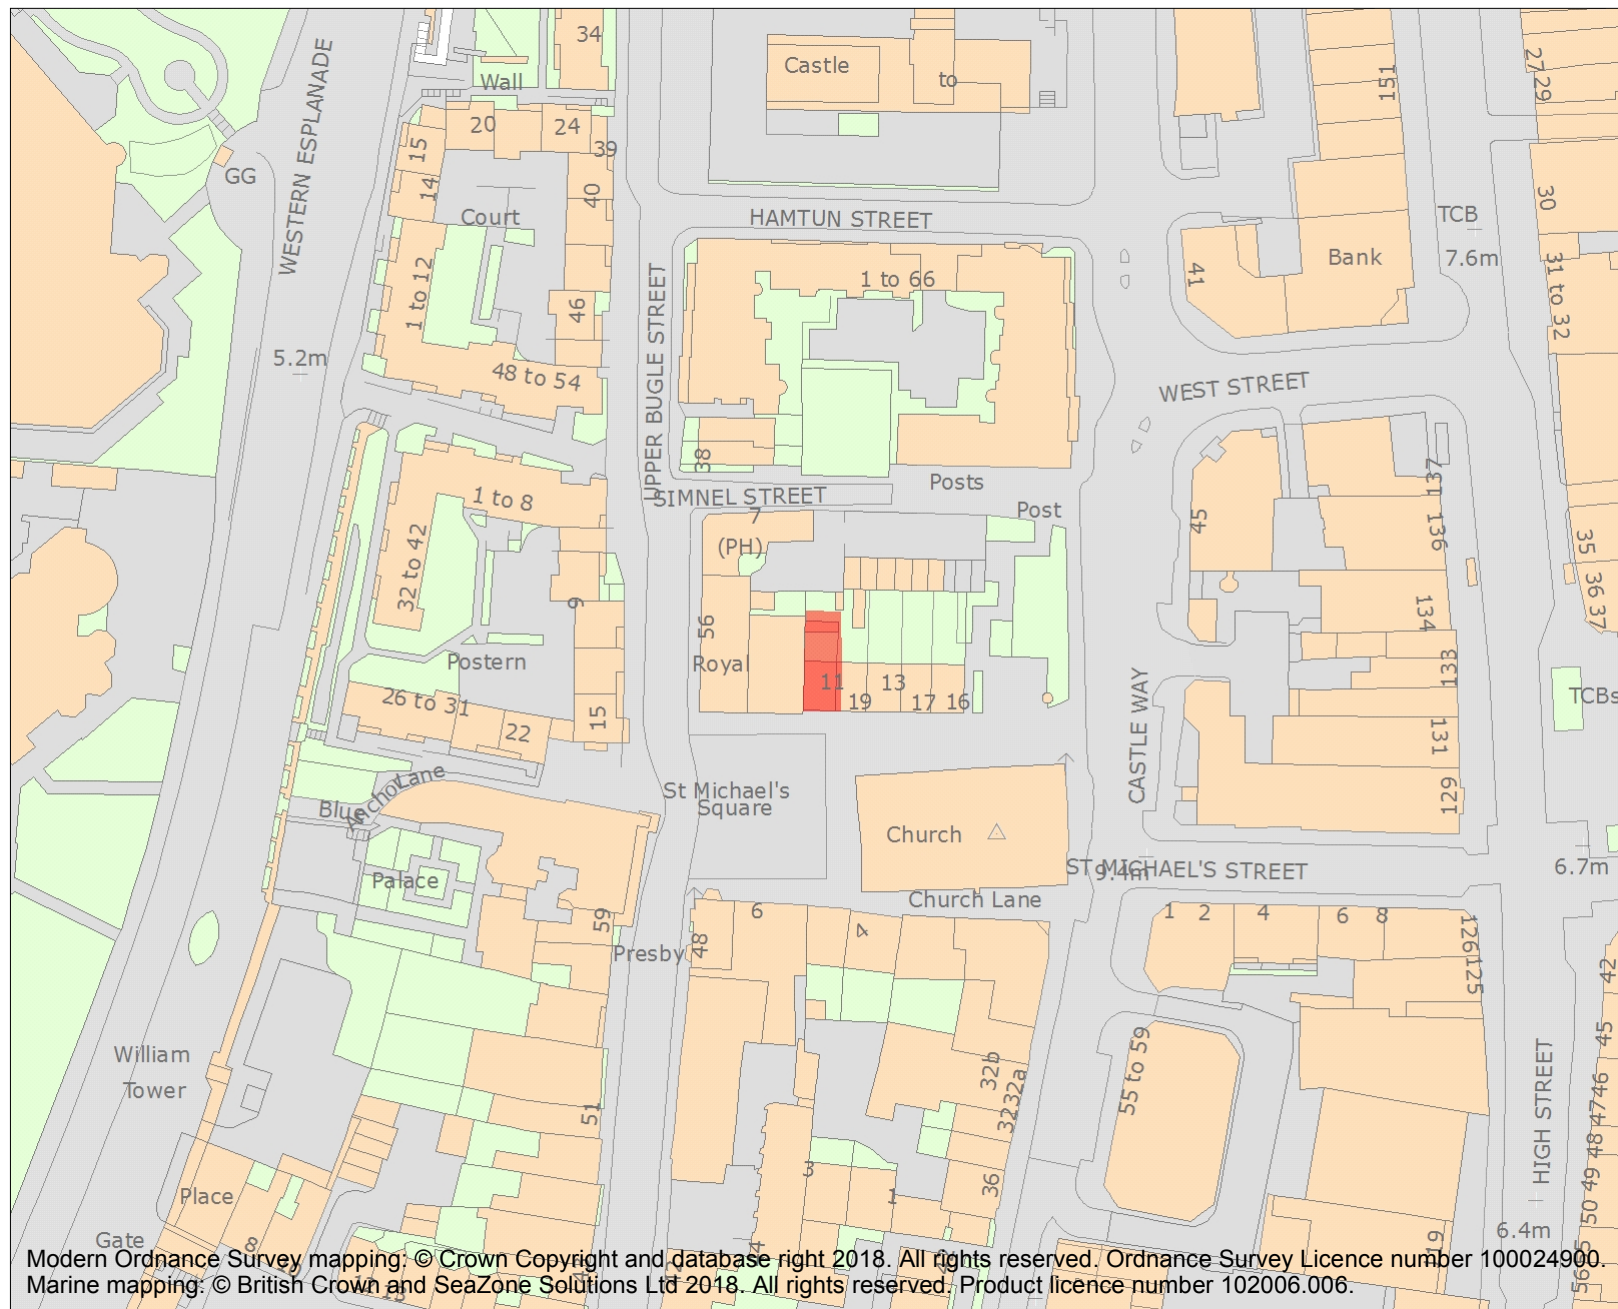 34
Castle
to
151
27
29
Wall
20
24
39
15
14
40
GG
WESTERN ESPLANADE
Court
HAMTUN STREET
TCB
30
7.6m
Bank
41
31 to 32
1 to 12
46
1 to 66
UPPER BUGLE STREET
5.2m
48 to 54
WEST STREET
38
Posts
SIMNEL STREET
1 to 8
Post
7
(PH)
45
137
136
35
36
37
32 to 42
9
56
134
Postern
Royal
11
13
19
17
16
133
TCBs
26 to 31
22
15
CASTLE WAY
131
129
Lane
Anchor
Blue
St Michael's
Square
Church
ST MICHAEL'S STREET
9.4m
6.7m
Palace
Church Lane
59
6
4
48
Presby
1
2
4
6
8
126
125
42
45
William
Tower
51
32b
32a
32
55 to 59
HIGH STREET
46
47
48
49
50
3
1
36
Place
Gate
8
6.4m
119
Modern Ordnance Survey mapping: © Crown Copyright and database right 2018. All rights reserved. Ordnance Survey Licence number 100024900.
Marine mapping: © British Crown and SeaZone Solutions Ltd 2018. All rights reserved. Product licence number 102006.006.